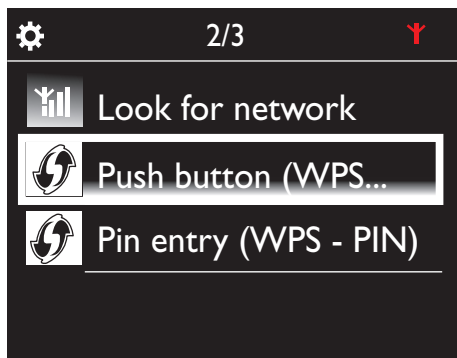 2/3
Look for network
Push button (WPS...
Pin entry (WPS - PIN)